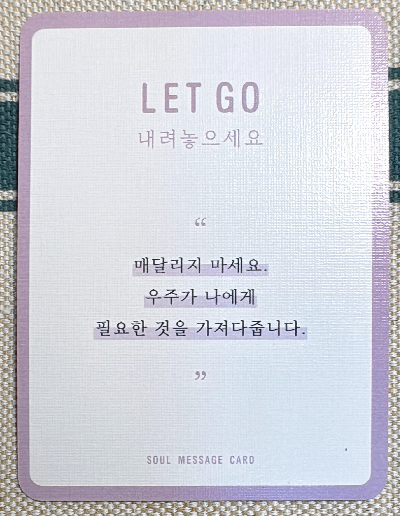 LET GO
내려놓으세요
“
매달리지 마세요.
우주가 나에게
필요한 것을 가져다줍니다.
”
SOUL MESSAGE CARD